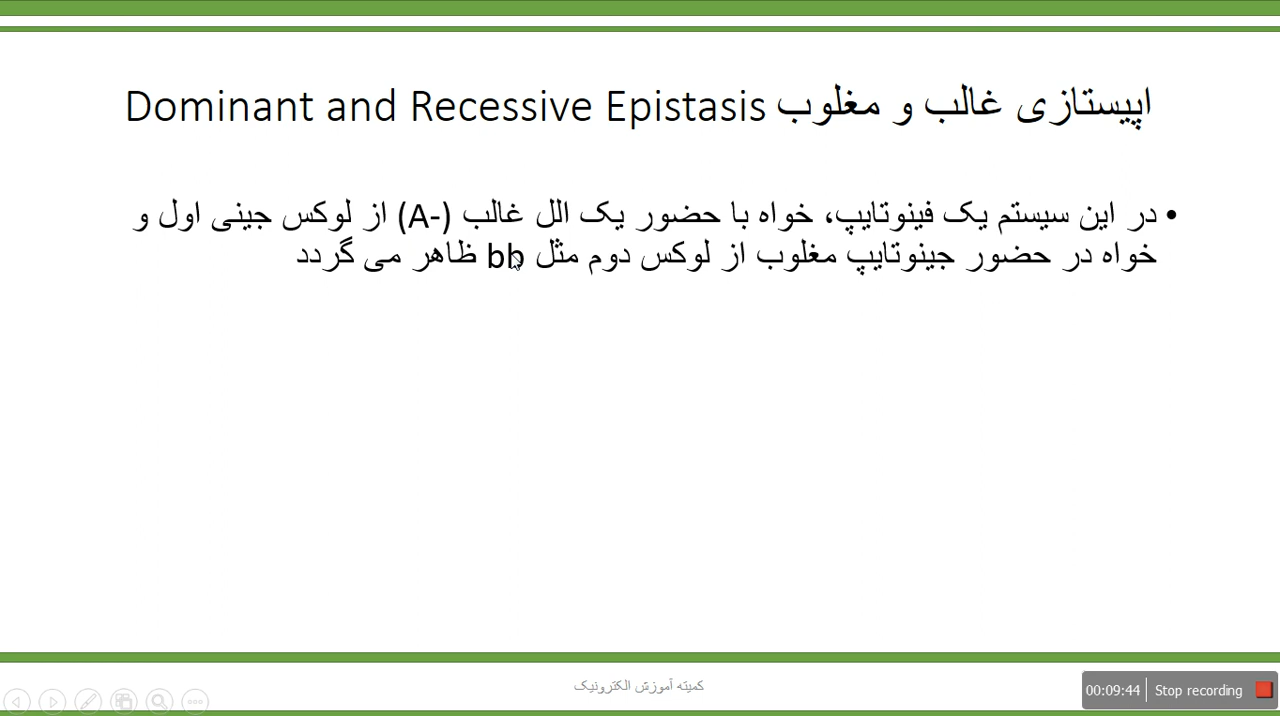 اپیستازی غالب و مغلوب Dominant and Recessive Epistasis
• در این سیستم یک فینوتایپ، خواه با حضور یک الل غالب (A-) از لوکس جینی اول و
خواه در حضور جینوتایپ مغلوب از لوکس دوم مثل bb ظاهر می گردد
کمیته آموزش الکترونیک
00:09:44 Stop recording